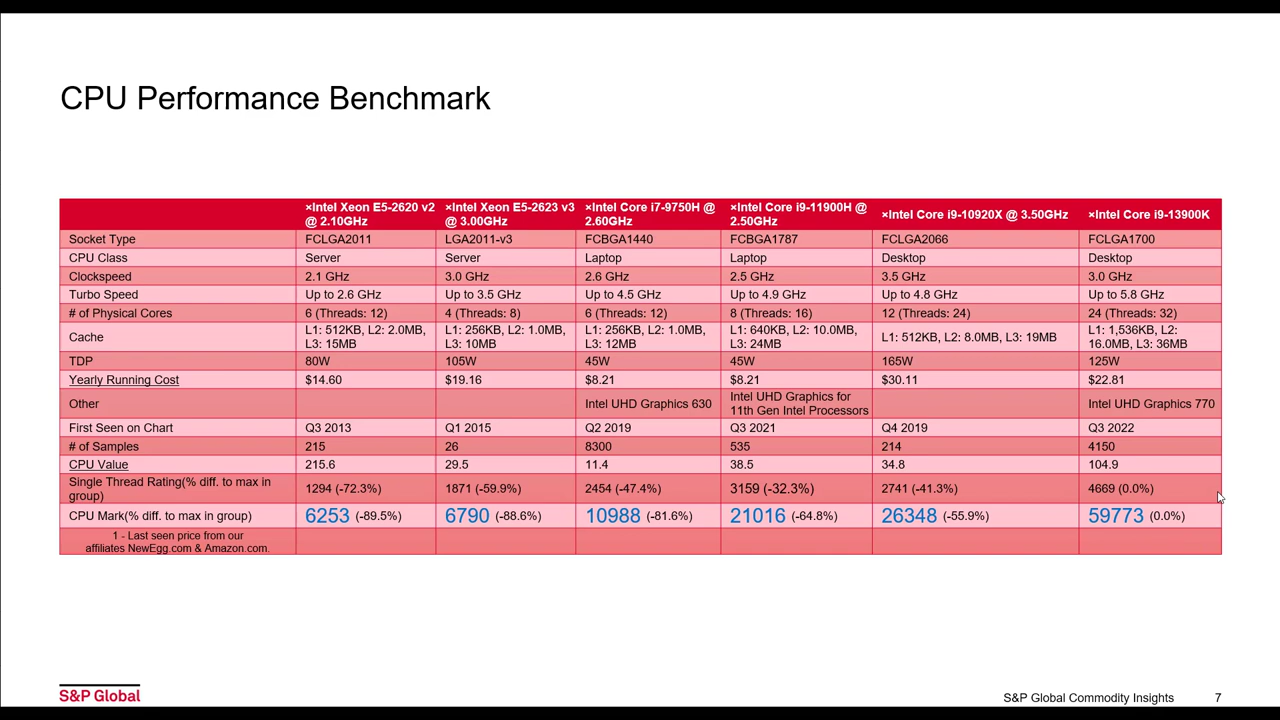 CPU Performance Benchmark
×Intel Xeon E5-2620 v2 @ 2.10GHz ×Intel Xeon E5-2623 v3 @ 3.00GHz ×Intel Core i7-9750H @ 2.60GHz ×Intel Core i9-11900H @ 2.50GHz ×Intel Core i9-10920X @ 3.50GHz ×Intel Core i9-13900K
Socket Type FCLGA2011 LGA2011-v3 FCBGA1440 FCBGA1787 FCLGA2066 FCLGA1700
CPU Class Server Server Laptop Laptop Desktop Desktop
Clockspeed 2.1 GHz 3.0 GHz 2.6 GHz 2.5 GHz 3.5 GHz 3.0 GHz
Turbo Speed Up to 2.6 GHz Up to 3.5 GHz Up to 4.5 GHz Up to 4.9 GHz Up to 4.8 GHz Up to 5.8 GHz
# of Physical Cores 6 (Threads: 12) 4 (Threads: 8) 6 (Threads: 12) 8 (Threads: 16) 12 (Threads: 24) 24 (Threads: 32)
Cache L1: 512KB, L2: 2.0MB, L3: 15MB L1: 256KB, L2: 1.0MB, L3: 10MB L1: 256KB, L2: 1.0MB, L3: 12MB L1: 640KB, L2: 10.0MB, L3: 24MB L1: 512KB, L2: 8.0MB, L3: 19MB L1: 1,536KB, L2: 16.0MB, L3: 36MB
TDP 80W 105W 45W 45W 165W 125W
Yearly Running Cost $14.60 $19.16 $8.21 $8.21 $30.11 $22.81
Other Intel UHD Graphics 630 Intel UHD Graphics for 11th Gen Intel Processors Intel UHD Graphics 770
First Seen on Chart Q3 2013 Q1 2015 Q2 2019 Q3 2021 Q4 2019 Q3 2022
# of Samples 215 26 8300 535 214 4150
CPU Value 215.6 29.5 11.4 38.5 34.8 104.9
Single Thread Rating(% diff. to max in group) 1294 (-72.3%) 1871 (-59.9%) 2454 (-47.4%) 3159 (-32.3%) 2741 (-41.3%) 4669 (0.0%)
CPU Mark(% diff. to max in group) 6253 (-89.5%) 6790 (-88.6%) 10988 (-81.6%) 21016 (-64.8%) 26348 (-55.9%) 59773 (0.0%)
1 - Last seen price from our
affiliates NewEgg.com & Amazon.com.
S&P Global
S&P Global Commodity Insights 7